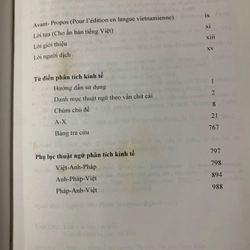 Avant- Propos (Pour l'édition en langue vietnamienne) ix
Lời tựa (Cho ấn bản tiếng Việt) xi
Lời giới thiệu xiii
Lời người dịch xv
Từ điển phân tích kinh tế
Hướng dẫn sử dụng 1
Danh mục thuật ngữ theo vần chữ cái 2
Chùm chủ đề 8
A-X. 21
Bảng tra cứu 767
Phụ lục thuật ngữ phân tích kinh tế 797
Việt-Anh-Pháp 798
Anh-Pháp-Việt 894
Pháp-Anh-Việt 988